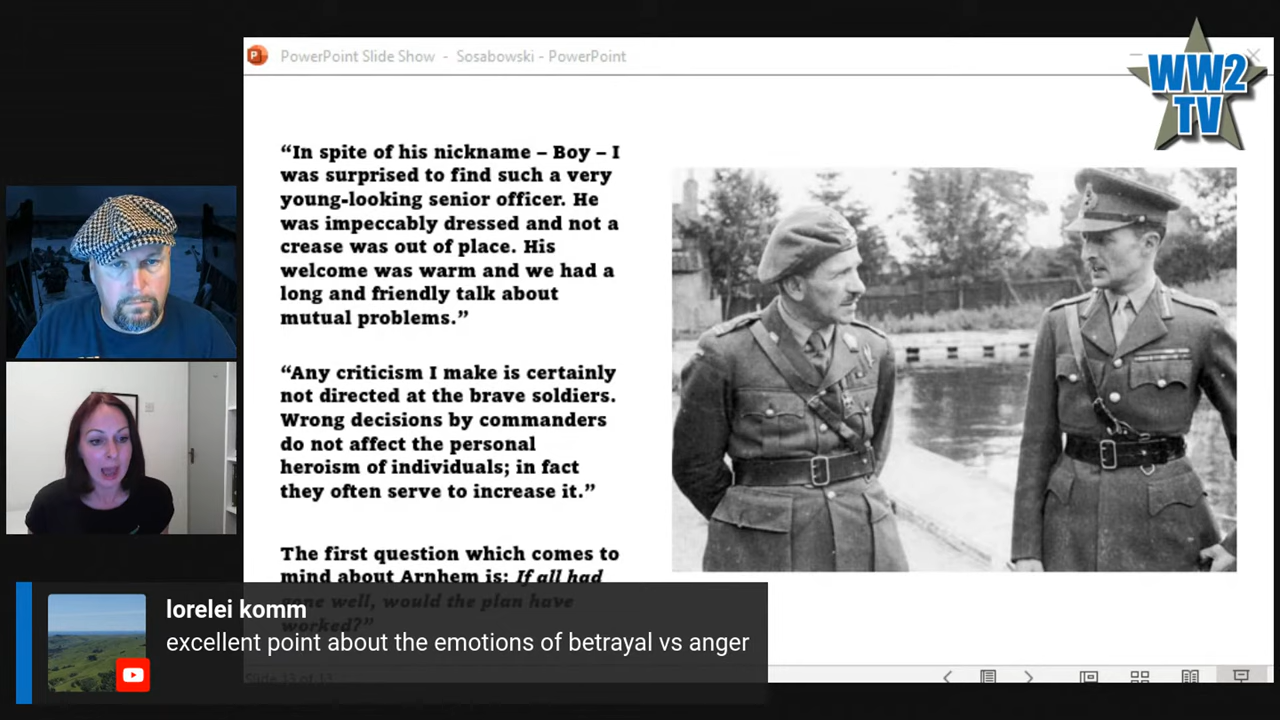 PowerPoint Slide Show - Sosabowski - PowerPoint
WW2
TV
“In spite of his nickname – Boy – I
was surprised to find such a very
young-looking senior officer. He
was impeccably dressed and not a
crease was out of place. His
welcome was warm and we had a
long and friendly talk about
mutual problems.”
“Any criticism I make is certainly
not directed at the brave soldiers.
Wrong decisions by commanders
do not affect the personal
heroism of individuals; in fact
they often serve to increase it.”
The first question which comes to
mind about Arnhem is: If all had
gone well, would the plan have
worked?”
lorelei komm
excellent point about the emotions of betrayal vs anger
Slide 13 of 13